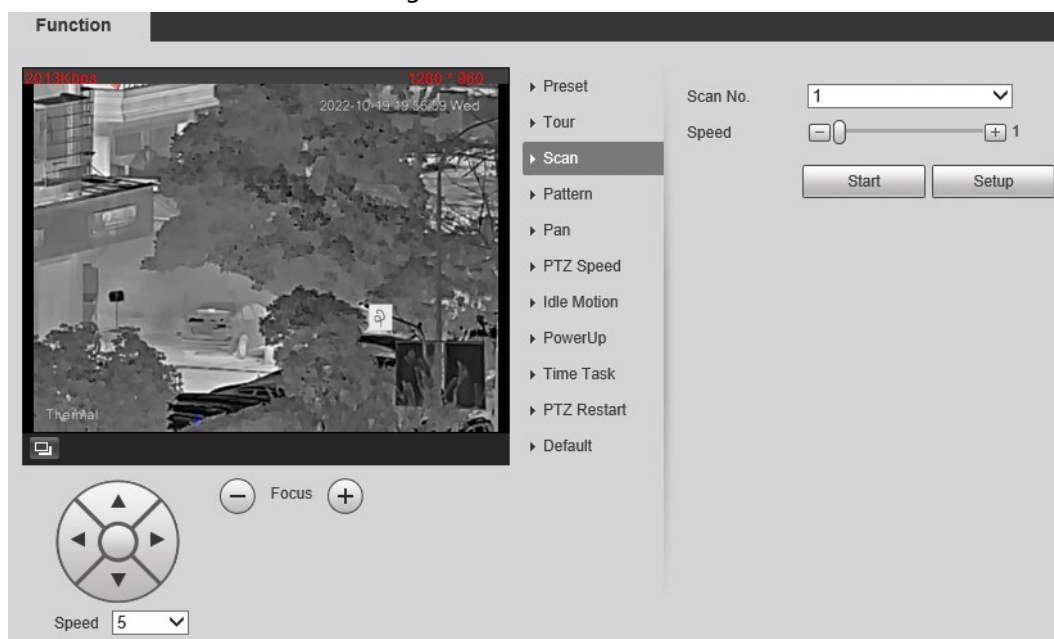 Function
2013Kbps
1280 * 960
2022-10-19 19:56:59 Wed
Thermal
Focus
Speed 5
Preset
Tour
Scan
Pattern
Pan
PTZ Speed
Idle Motion
PowerUp
Time Task
PTZ Restart
Default
Scan No. 1
Speed 1
Start Setup